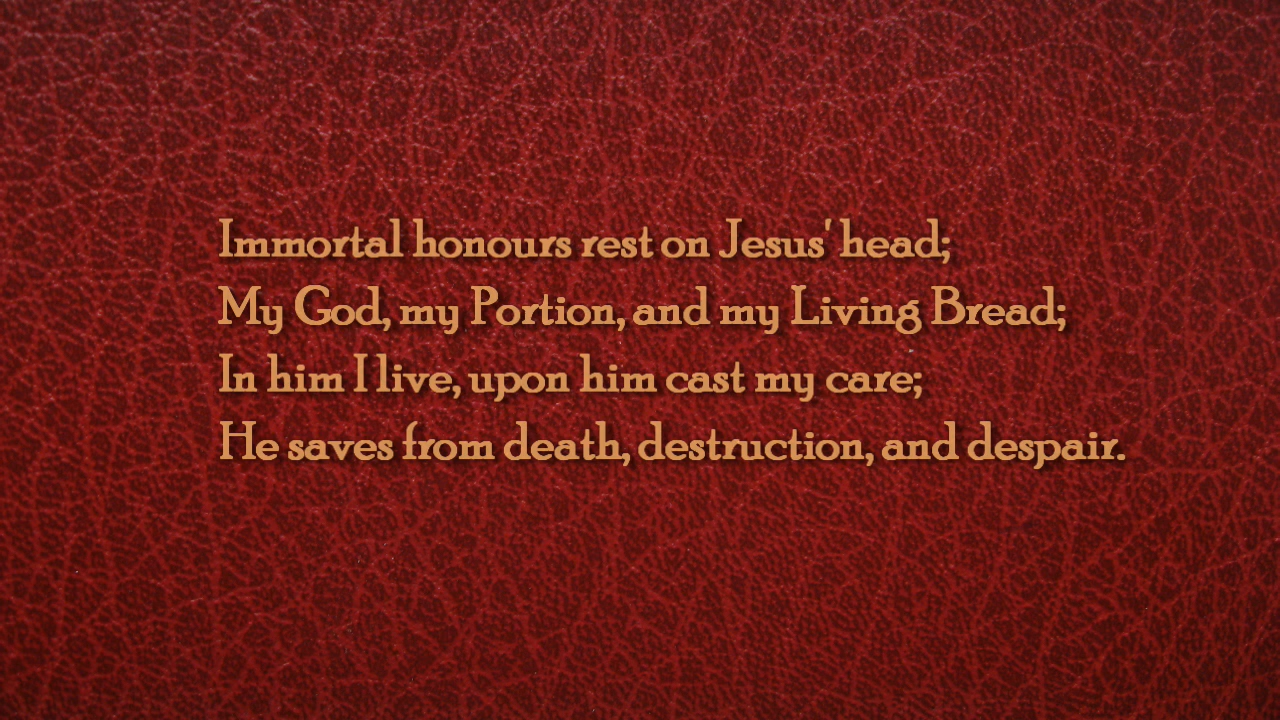 Immortal honours rest on Jesus' head;
My God, my Portion, and my Living Bread;
In him I live, upon him cast my care;
He saves from death, destruction, and despair.